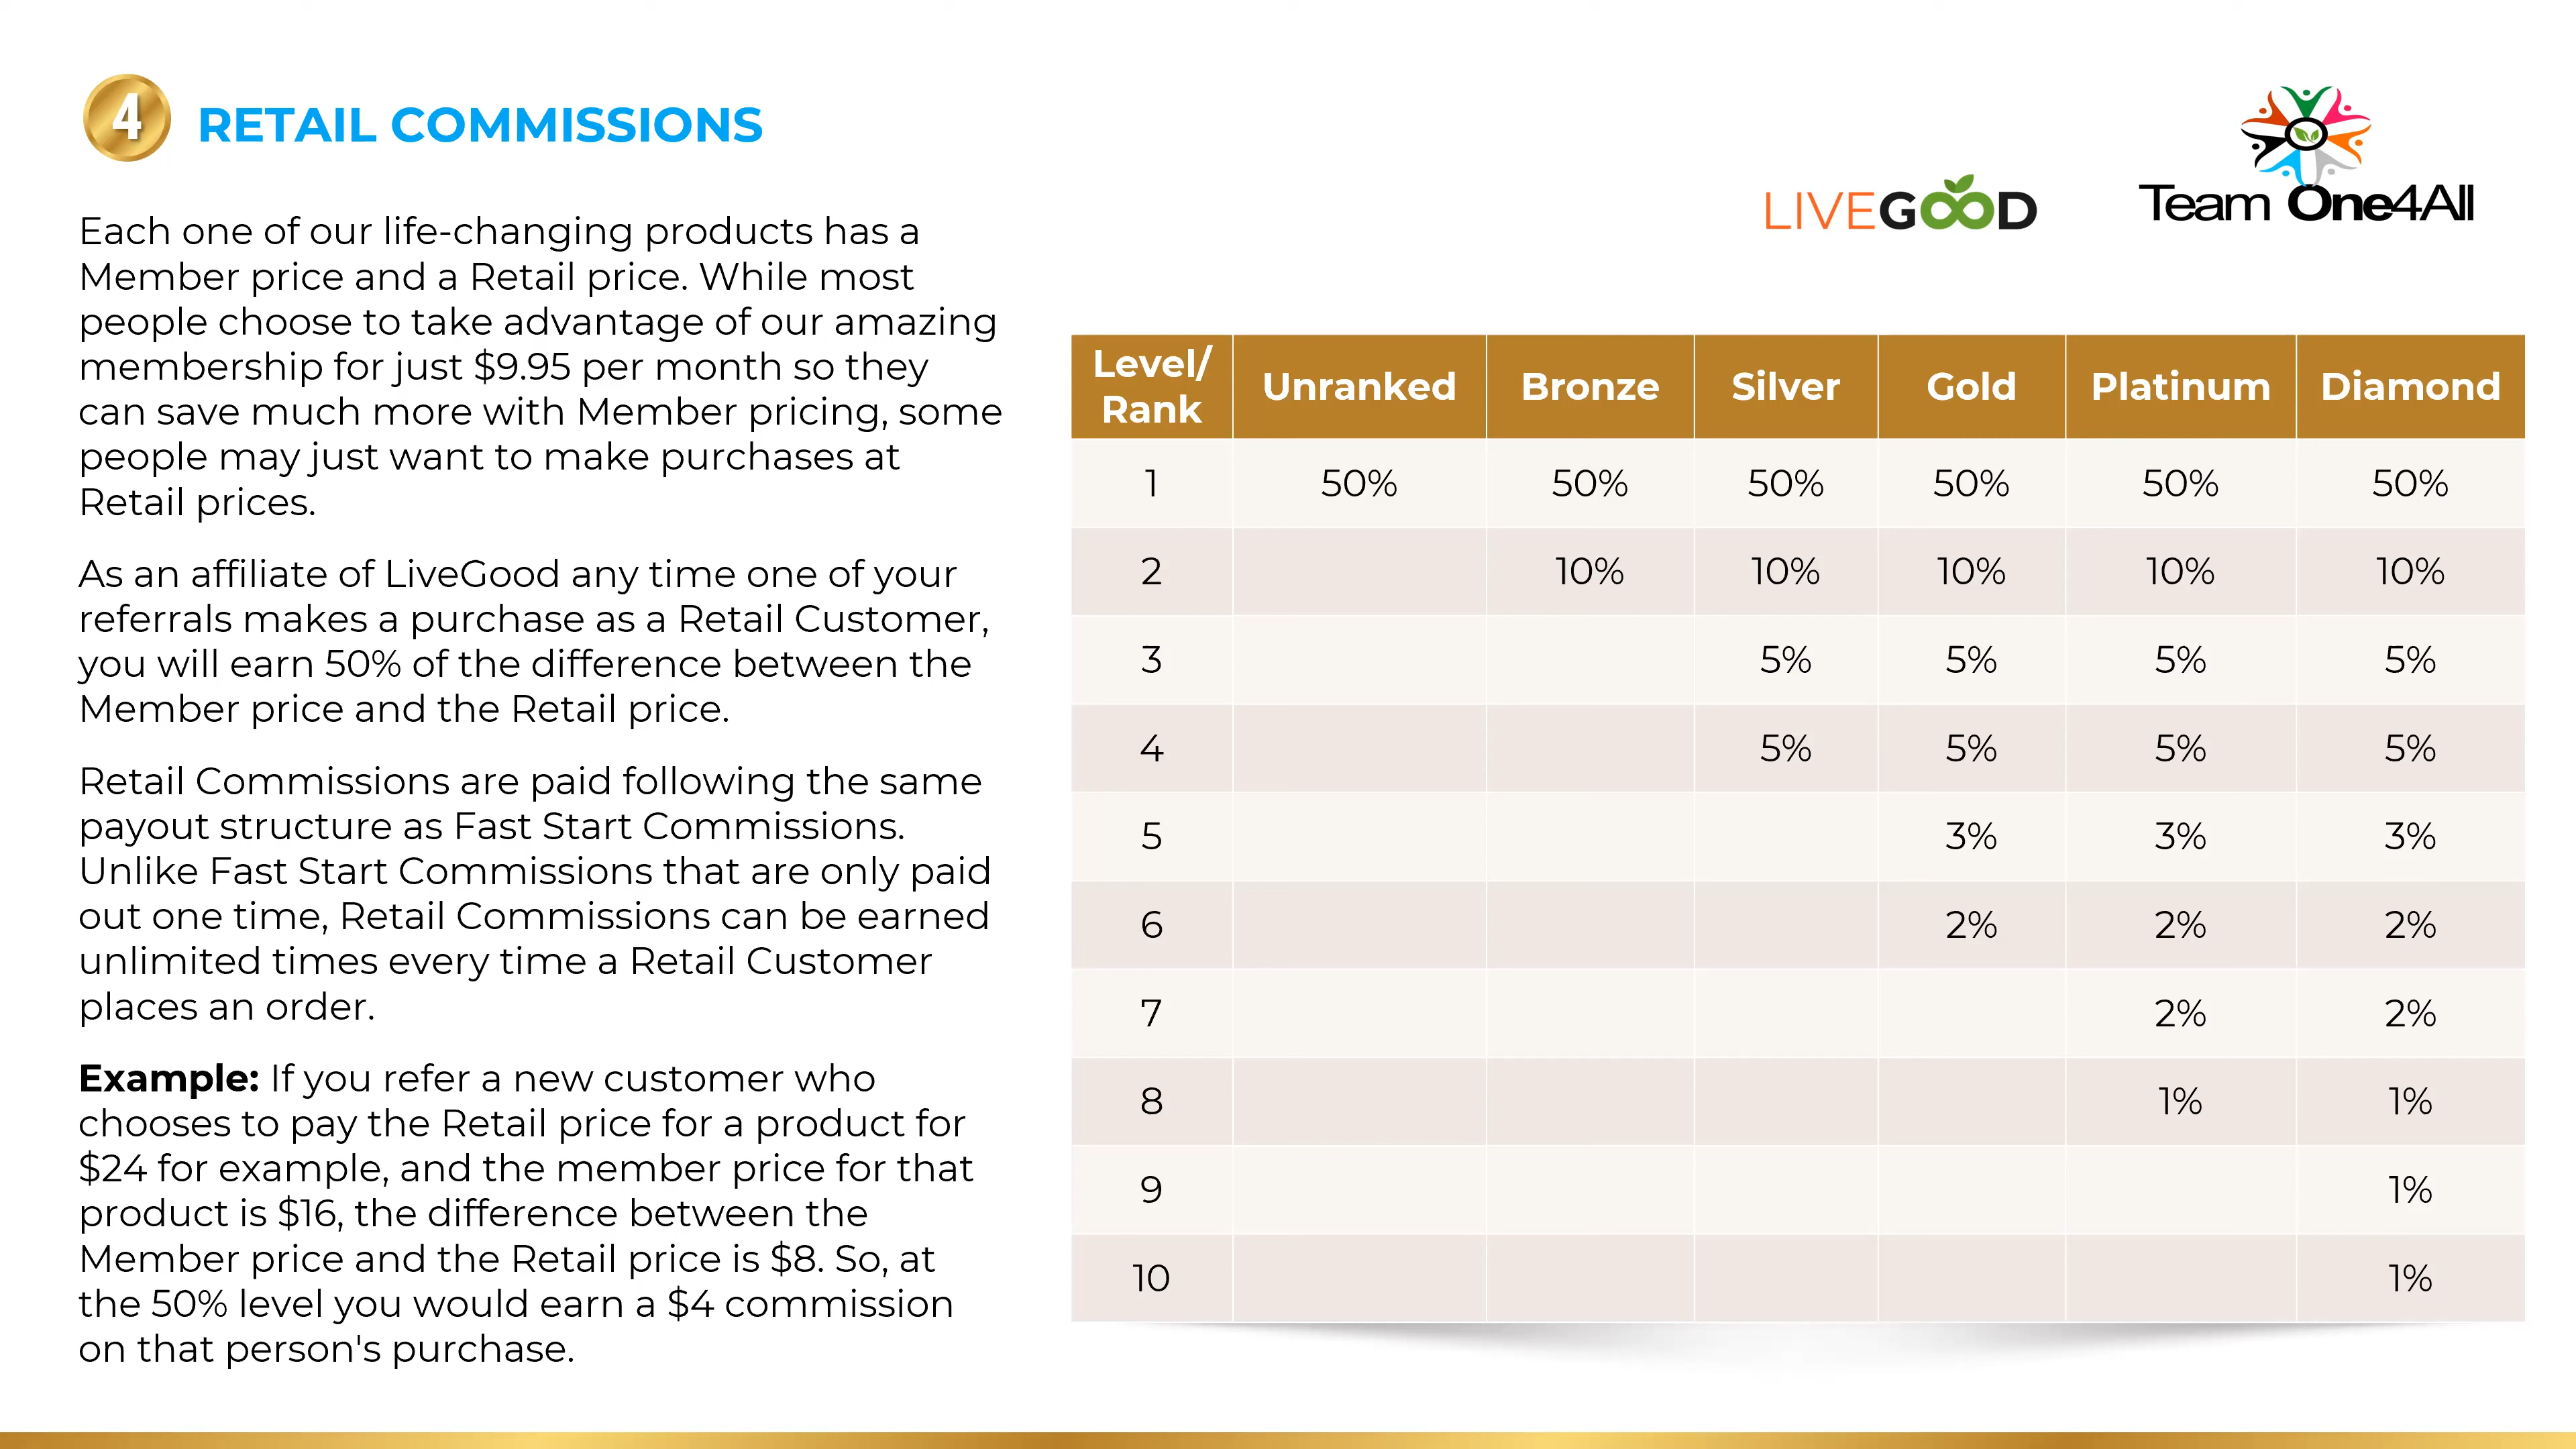 4 RETAIL COMMISSIONS
Each one of our life-changing products has a
Member price and a Retail price. While most
people choose to take advantage of our amazing
membership for just $9.95 per month so they
can save much more with Member pricing, some
people may just want to make purchases at
Retail prices.
As an affiliate of LiveGood any time one of your
referrals makes a purchase as a Retail Customer,
you will earn 50% of the difference between the
Member price and the Retail price.
Retail Commissions are paid following the same
payout structure as Fast Start Commissions.
Unlike Fast Start Commissions that are only paid
out one time, Retail Commissions can be earned
unlimited times every time a Retail Customer
places an order.
Example: If you refer a new customer who
chooses to pay the Retail price for a product for
$24 for example, and the member price for that
product is $16, the difference between the
Member price and the Retail price is $8. So, at
the 50% level you would earn a $4 commission
on that person's purchase.
LIVEGOOD
Team One4All
Level/ Rank Unranked Bronze Silver Gold Platinum Diamond
1 50% 50% 50% 50% 50% 50%
2 10% 10% 10% 10% 10%
3 5% 5% 5% 5%
4 5% 5% 5% 5%
5 3% 3% 3%
6 2% 2% 2%
7 2% 2%
8 1% 1%
9 1%
10 1%